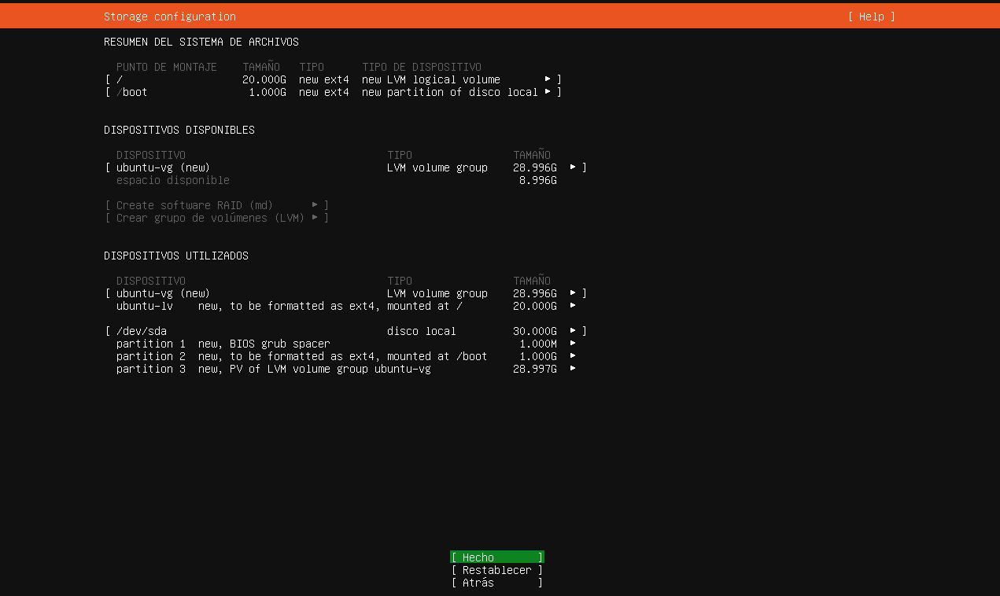 Storage configuration [ Help ]
RESUMEN DEL SISTEMA DE ARCHIVOS
PUNTO DE MONTAJE TAMAÑO TIPO TIPO DE DISPOSITIVO
[ / 20.000G new ext4 new LVM logical volume ► ]
[ /boot 1.000G new ext4 new partition of disco local ► ]
DISPOSITIVOS DISPONIBLES
DISPOSITIVO TIPO TAMAÑO
[ ubuntu-vg (new) LVM volume group 28.996G ► ]
espacio disponible 8.996G
[ Create software RAID (md) ► ]
[ Crear grupo de volúmenes (LVM) ► ]
DISPOSITIVOS UTILIZADOS
DISPOSITIVO TIPO TAMAÑO
[ ubuntu-vg (new) LVM volume group 28.996G ► ]
ubuntu-lv new, to be formatted as ext4, mounted at / 20.000G ►
[ /dev/sda disco local 30.000G ► ]
partition 1 new, BIOS grub spacer 1.000M ►
partition 2 new, to be formatted as ext4, mounted at /boot 1.000G ►
partition 3 new, PV of LVM volume group ubuntu-vg 28.997G ►
[ Hecho ]
[ Restablecer ]
[ Atrás ]